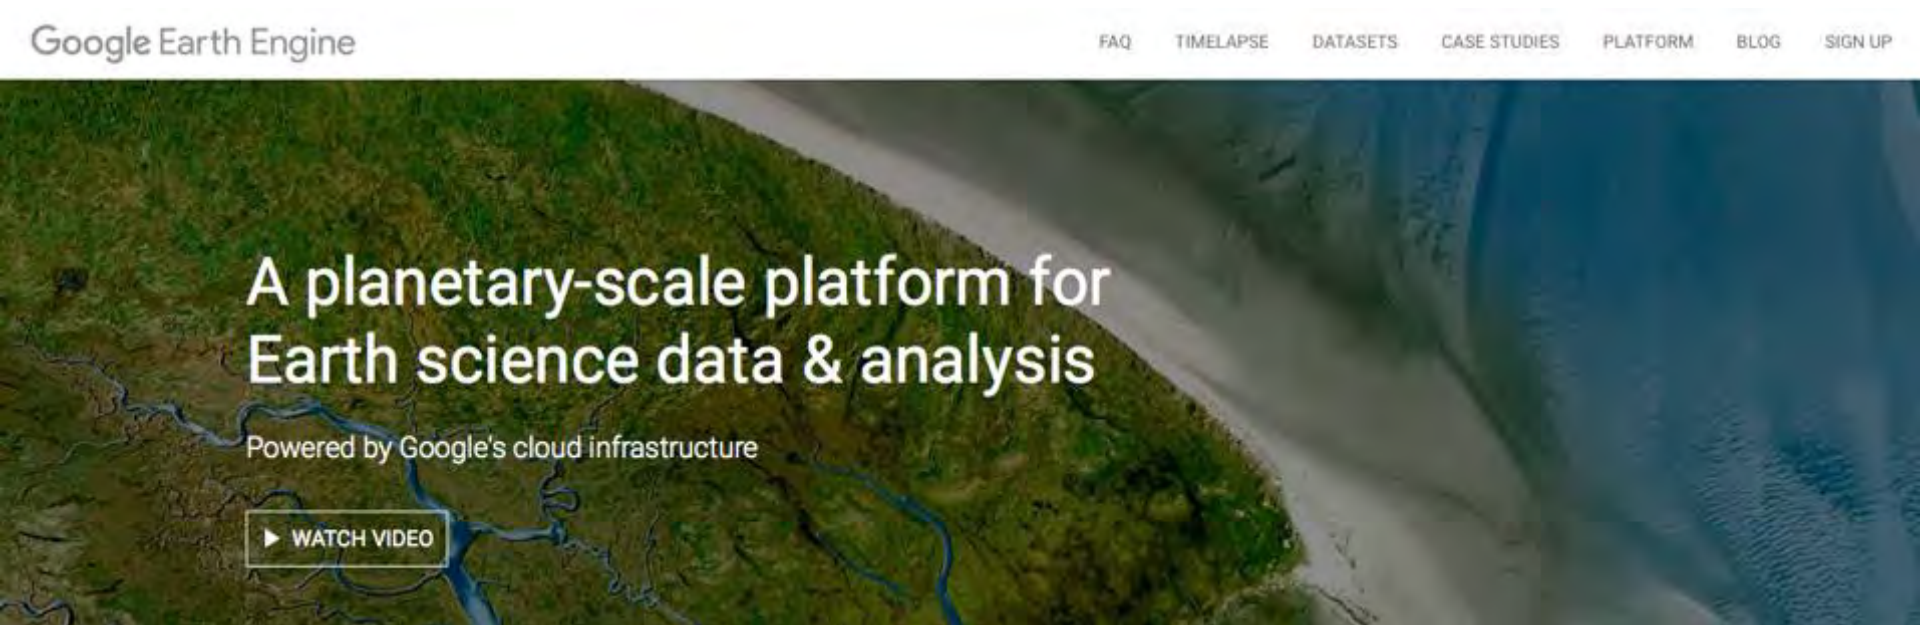 Google Earth Engine
FAQ TIMELAPSE DATASETS CASE STUDIES PLATFORM BLOG SIGN UP
A planetary-scale platform for
Earth science data & analysis
Powered by Google's cloud infrastructure
WATCH VIDEO